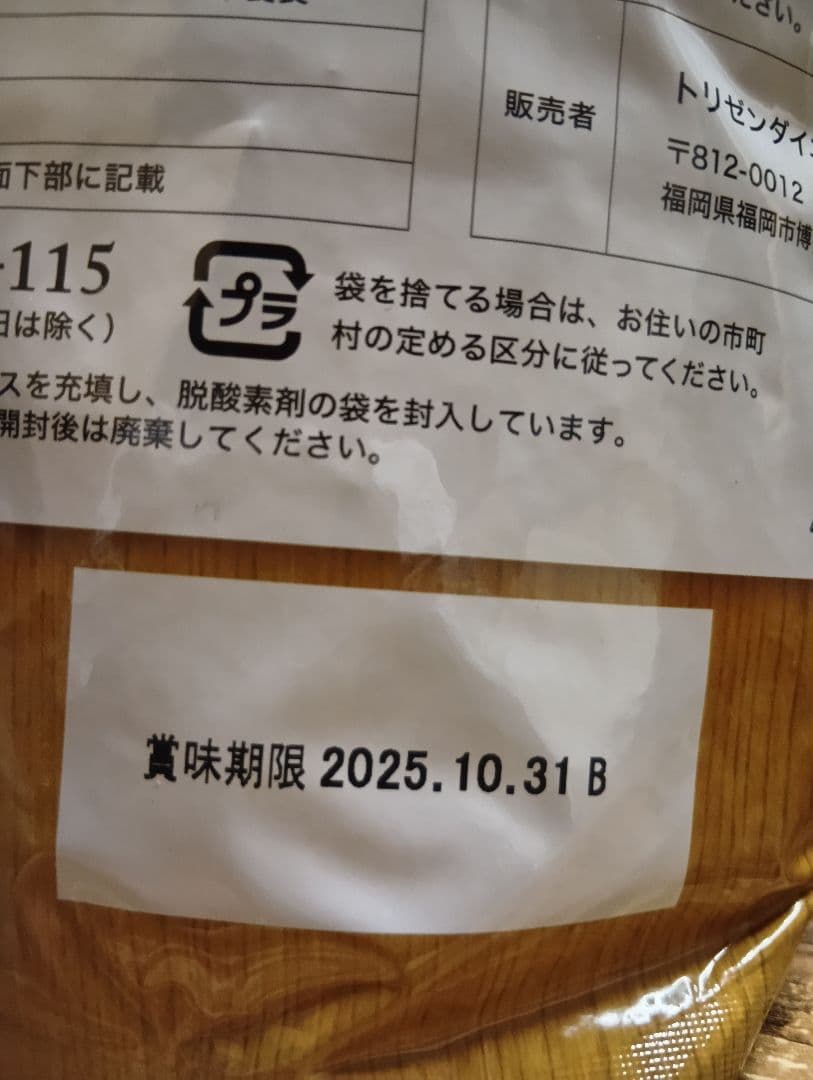 ださい。
面下部に記載
販売者
トリゼンダイ
〒812-0012
福岡県福岡市博
-115
日は除く)
プラ
袋を捨てる場合は、お住いの市町
村の定める区分に従ってください。
スを充填し、脱酸素剤の袋を封入しています。
開封後は廃棄してください。
賞味期限 2025.10.31 B